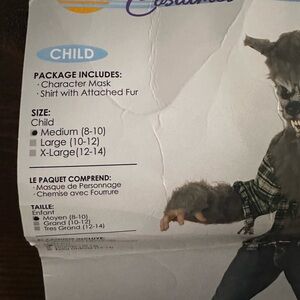 Costumes
CHILD
PACKAGE INCLUDES:
· Character Mask
· Shirt with Attached Fur
SIZE:
Child
Medium (8-10)
Large (10-12)
X-Large(12-14)
LE PAQUET COMPREND:
· Masque de Personnage
· Chemise avec Fourrure
TAILLE:
Enfant
Moyen (8-10)
Grand (10-12)
Tres Grand (12-14)